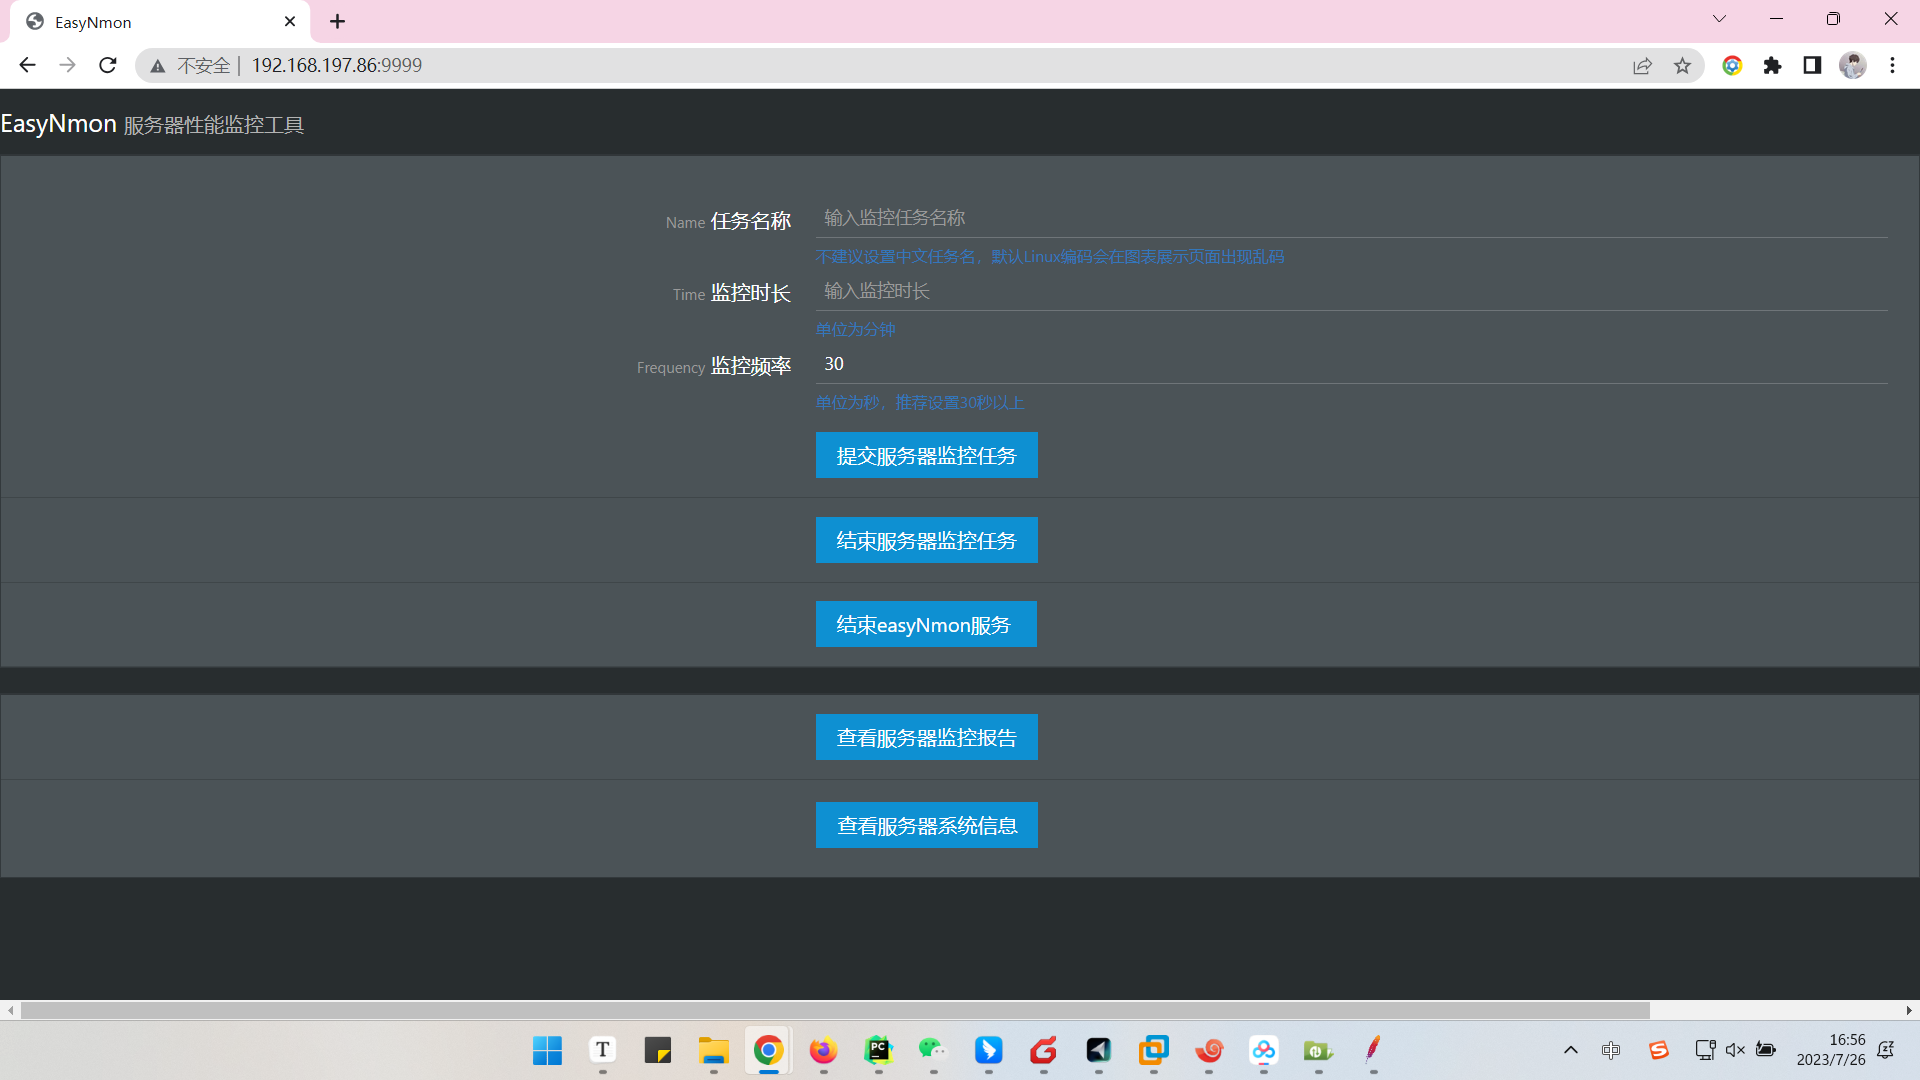 EasyNmon
不安全 | 192.168.197.86:9999
EasyNmon 服务器性能监控工具
Name 任务名称 输入监控任务名称
不建议设置中文任务名，默认Linux编码会在图表展示页面出现乱码
Time 监控时长 输入监控时长
单位为分钟
Frequency 监控频率 30
单位为秒，推荐设置30秒以上
提交服务器监控任务
结束服务器监控任务
结束easyNmon服务
查看服务器监控报告
查看服务器系统信息
T
PC
中
16:56
2023/7/26